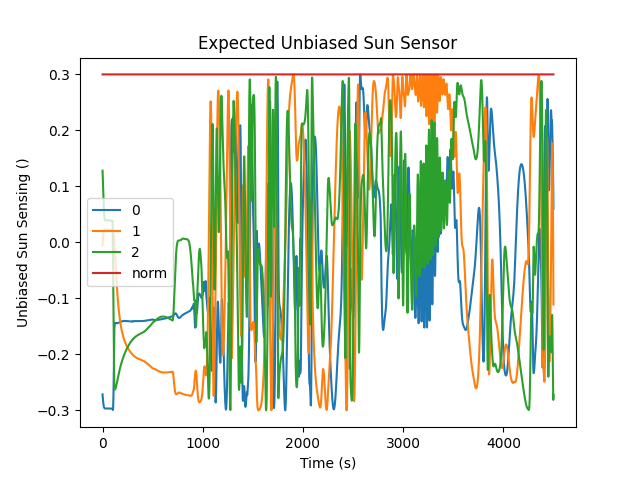 Expected Unbiased Sun Sensor
Unbiased Sun Sensing ()
0.3
0.2
0.1
0.0
−0.1
−0.2
−0.3
0
1
2
norm
0 1000 2000 3000 4000
Time (s)